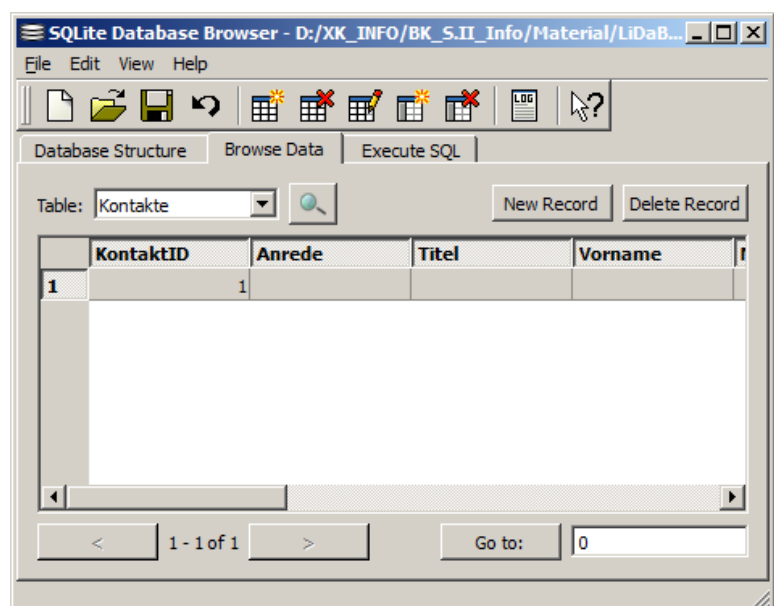 SQLite Database Browser - D:/XK_INFO/BK_S.II_Info/Material/LiDaB...
File Edit View Help
LOG
?
Database Structure Browse Data Execute SQL
Table: Kontakte New Record Delete Record
KontaktID Anrede Titel Vorname
1 1
< 1 - 1 of 1 > Go to: 0